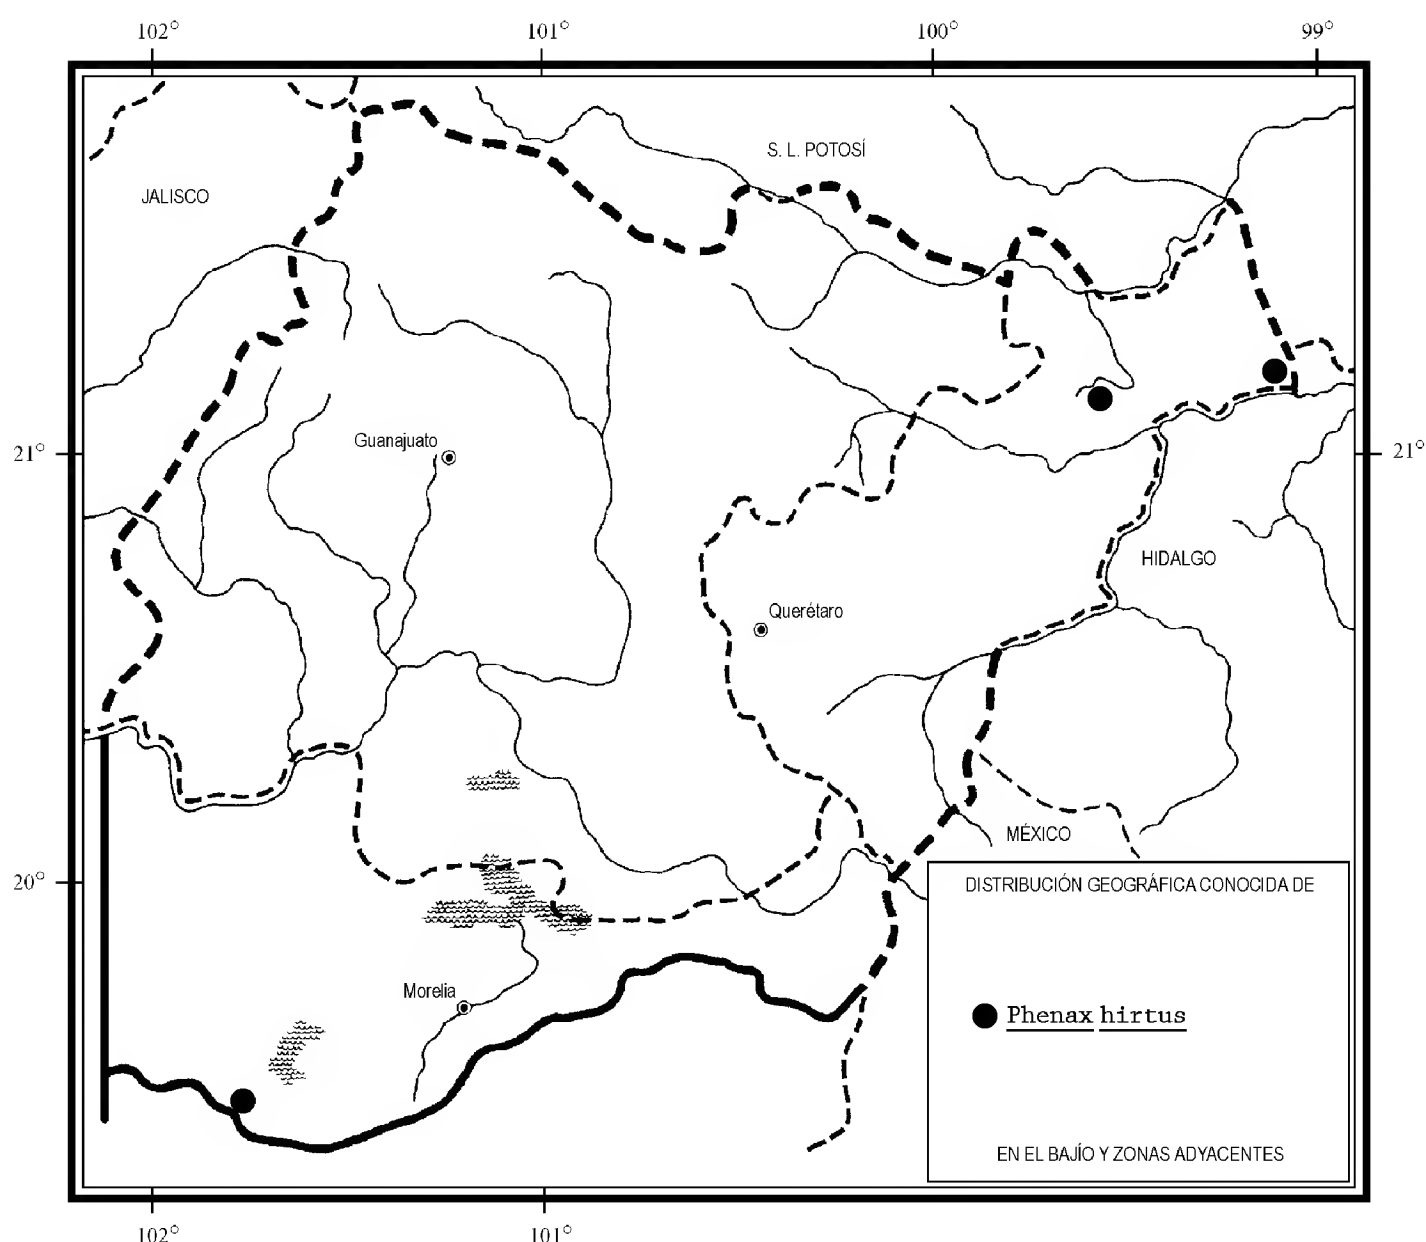 102° 101° 100° 99°
S. L. POTOSÍ
JALISCO
Guanajuato
21° 21°
HIDALGO
Querétaro
MÉXICO
20°
DISTRIBUCIÓN GEOGRÁFICA CONOCIDA DE
Morelia
Phenax hirtus
EN EL BAJÍO Y ZONAS ADYACENTES
102° 101°